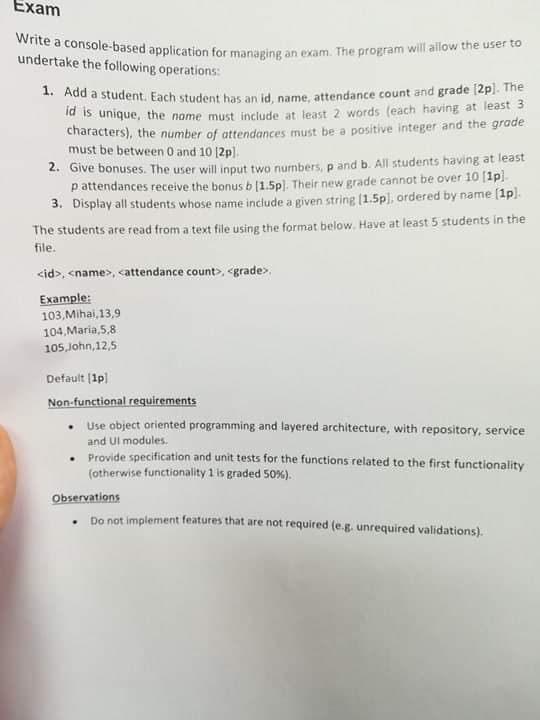 Exam
Write a console-based application for managing an exam. The program will allow the user to
undertake the following operations:
1. Add a student. Each student has an id, name, attendance count and grade [2p]. The
id is unique, the name must include at least 2 words (each having at least 3
characters), the number of attendances must be a positive integer and the grade
must be between 0 and 10 [2p].
2. Give bonuses. The user will input two numbers, p and b. All students having at least
p attendances receive the bonus b [1.5p]. Their new grade cannot be over 10 [1p].
3. Display all students whose name include a given string [1.5p], ordered by name [1p].
The students are read from a text file using the format below. Have at least 5 students in the
file.
<id>, <name>, <attendance count>, <grade>.
Example:
103,Mihai,13,9
104,Maria,5,8
105,John,12,5
Default [1p]
Non-functional requirements
• Use object oriented programming and layered architecture, with repository, service
and UI modules.
• Provide specification and unit tests for the functions related to the first functionality
(otherwise functionality 1 is graded 50%).
Observations
• Do not implement features that are not required (e.g. unrequired validations).